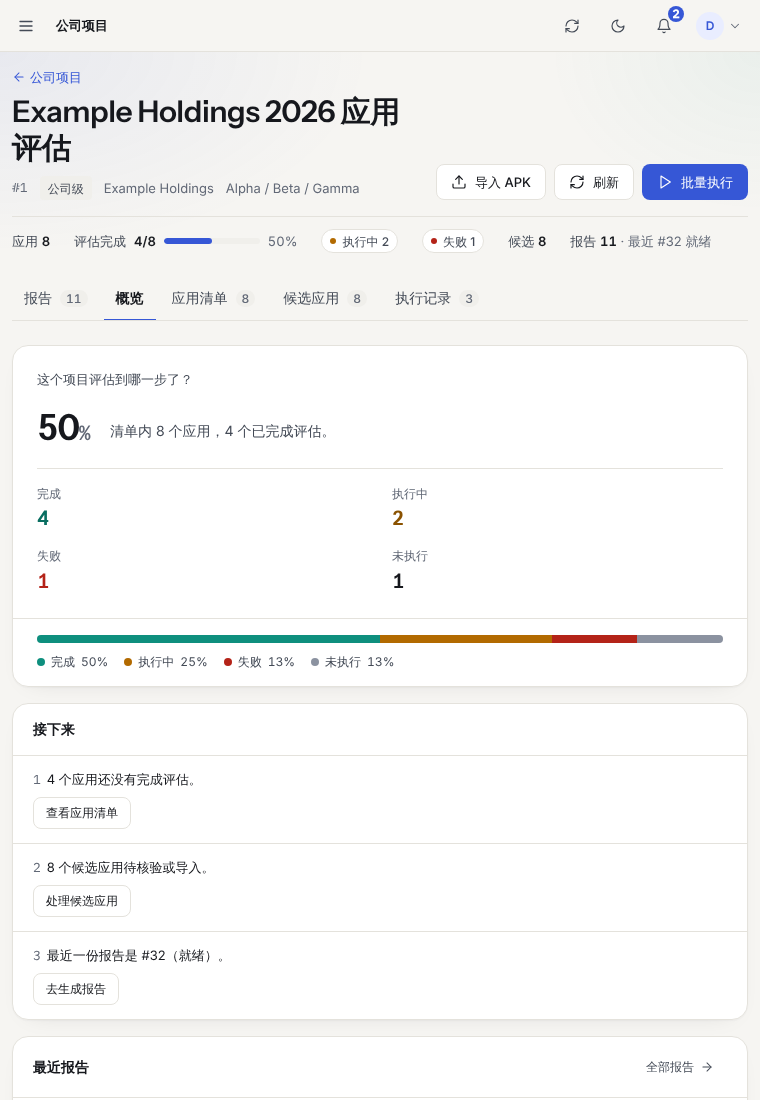 公司项目
2
D
公司项目
Example Holdings 2026 应用
评估
#1 公司级 Example Holdings Alpha / Beta / Gamma
导入 APK 刷新 批量执行
应用 8 评估完成 4/8 50% 执行中 2 失败 1 候选 8 报告 11 · 最近 #32 就绪
报告 11 概览 应用清单 8 候选应用 8 执行记录 3
这个项目评估到哪一步了？
50% 清单内 8 个应用，4 个已完成评估。
完成 执行中
4 2
失败 未执行
1 1
完成 50% 执行中 25% 失败 13% 未执行 13%
接下来
1 4 个应用还没有完成评估。
查看应用清单
2 8 个候选应用待核验或导入。
处理候选应用
3 最近一份报告是 #32（就绪）。
去生成报告
最近报告 全部报告